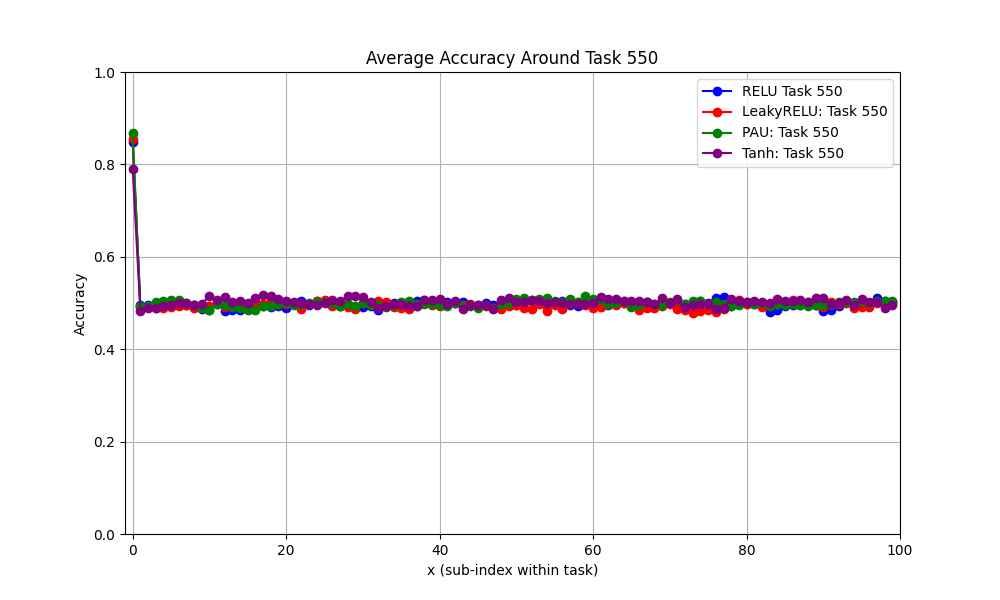 Average Accuracy Around Task 550
RELU Task 550
LeakyRELU: Task 550
PAU: Task 550
Tanh: Task 550
Accuracy
1.0
0.8
0.6
0.4
0.2
0.0
0 20 40 60 80 100
x (sub-index within task)